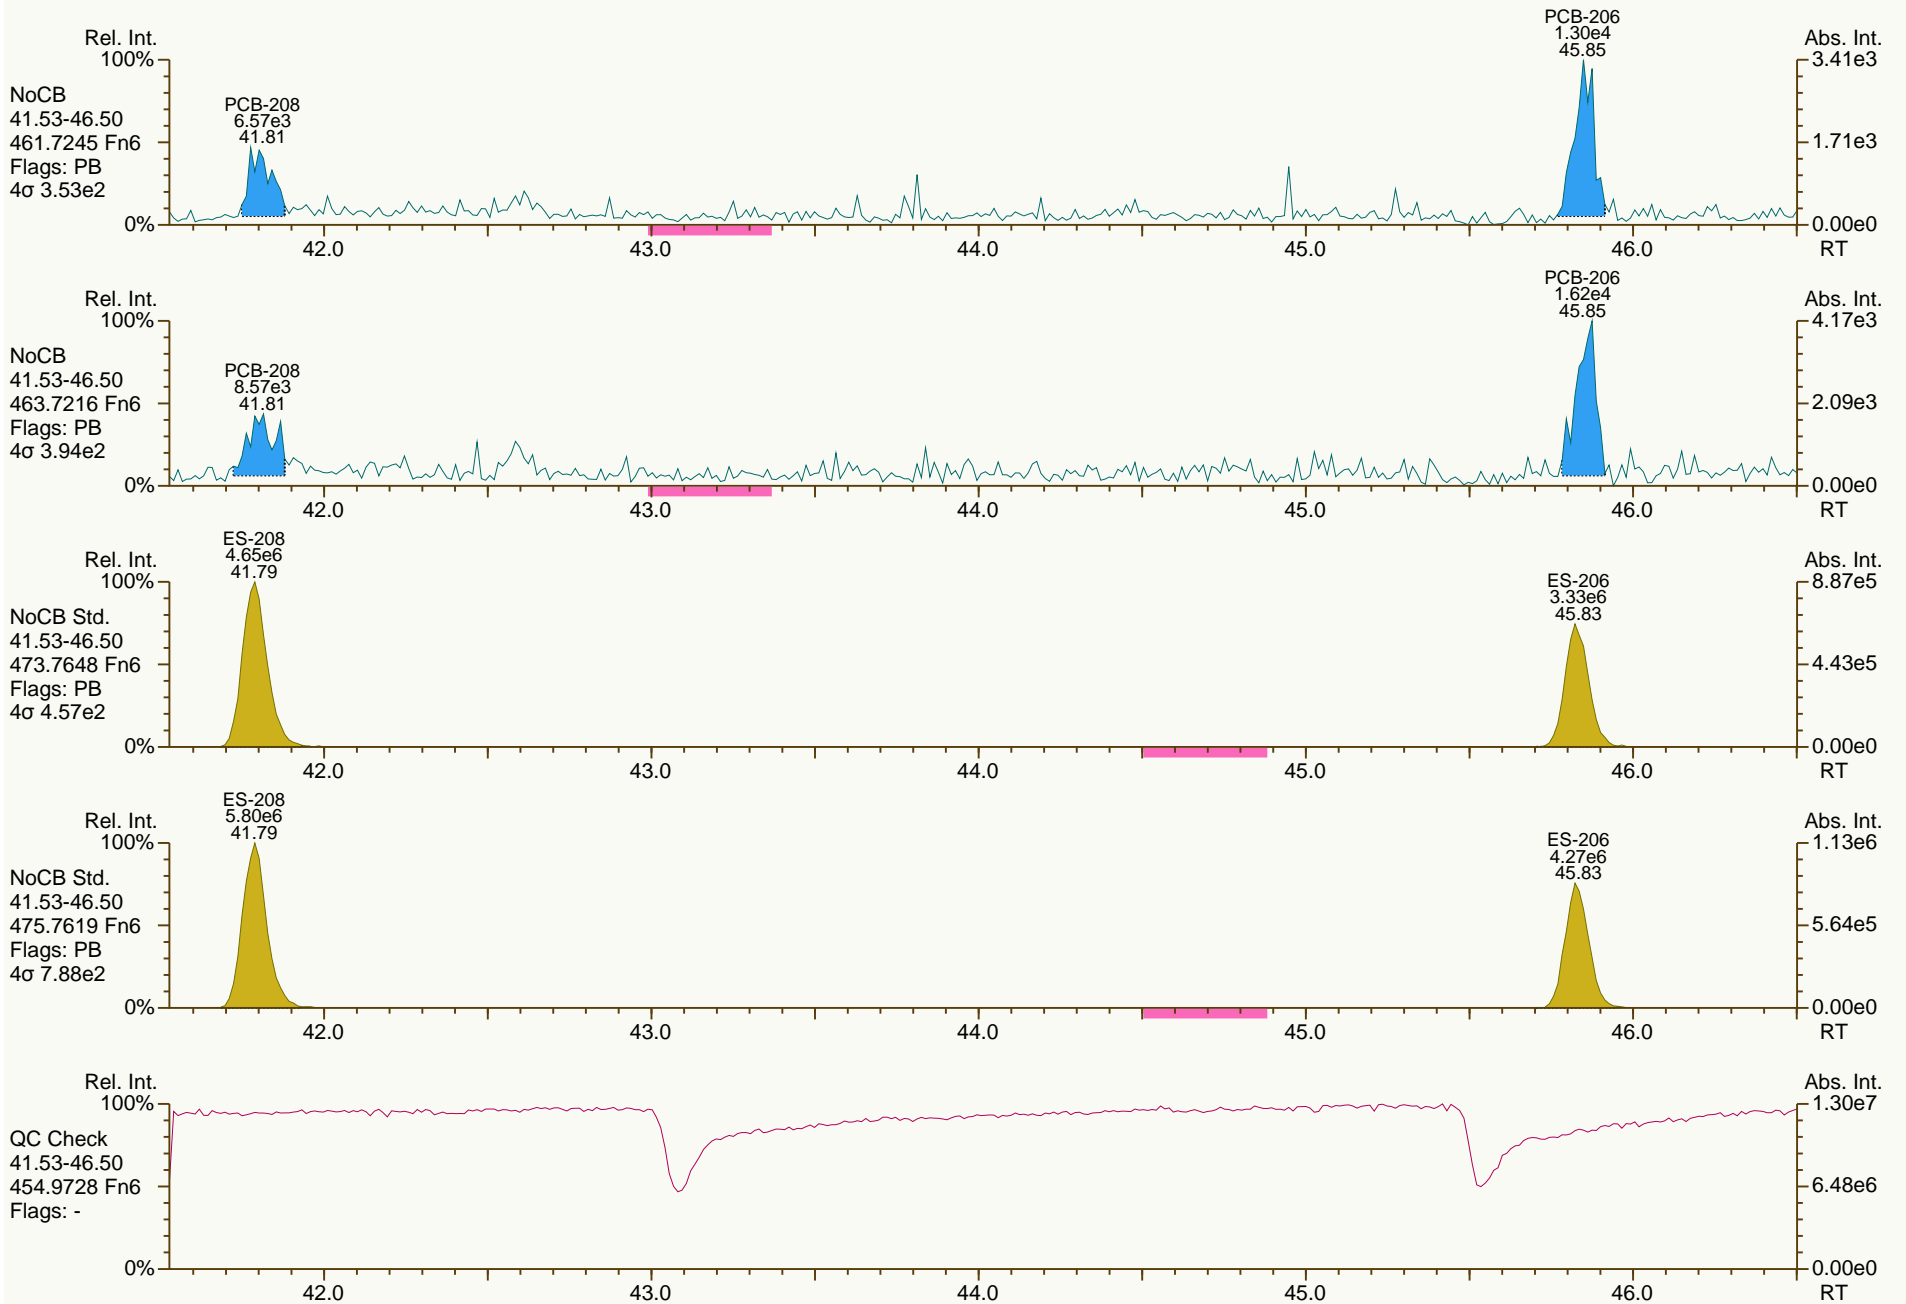 PCB-206
1.30e4
45.85
Rel. Int.
Abs. Int.
100%
3.41e3
NoCB
41.53-46.50
461.7245 Fn6
Flags: PB
4σ 3.53e2
PCB-208
6.57e3
41.81
1.71e3
0%
0.00e0
42.0 43.0 44.0 45.0 46.0 RT
PCB-206
1.62e4
45.85
Rel. Int.
Abs. Int.
100%
4.17e3
NoCB
41.53-46.50
463.7216 Fn6
Flags: PB
4σ 3.94e2
PCB-208
8.57e3
41.81
2.09e3
0%
0.00e0
42.0 43.0 44.0 45.0 46.0 RT
ES-208
4.65e6
41.79
Rel. Int.
Abs. Int.
100%
8.87e5
ES-206
3.33e6
45.83
NoCB Std.
41.53-46.50
473.7648 Fn6
Flags: PB
4σ 4.57e2
4.43e5
0%
0.00e0
42.0 43.0 44.0 45.0 46.0 RT
ES-208
5.80e6
41.79
Rel. Int.
Abs. Int.
100%
1.13e6
ES-206
4.27e6
45.83
NoCB Std.
41.53-46.50
475.7619 Fn6
Flags: PB
4σ 7.88e2
5.64e5
0%
0.00e0
42.0 43.0 44.0 45.0 46.0 RT
Rel. Int.
Abs. Int.
100%
1.30e7
QC Check
41.53-46.50
454.9728 Fn6
Flags: -
6.48e6
0%
0.00e0
42.0 43.0 44.0 45.0 46.0 RT